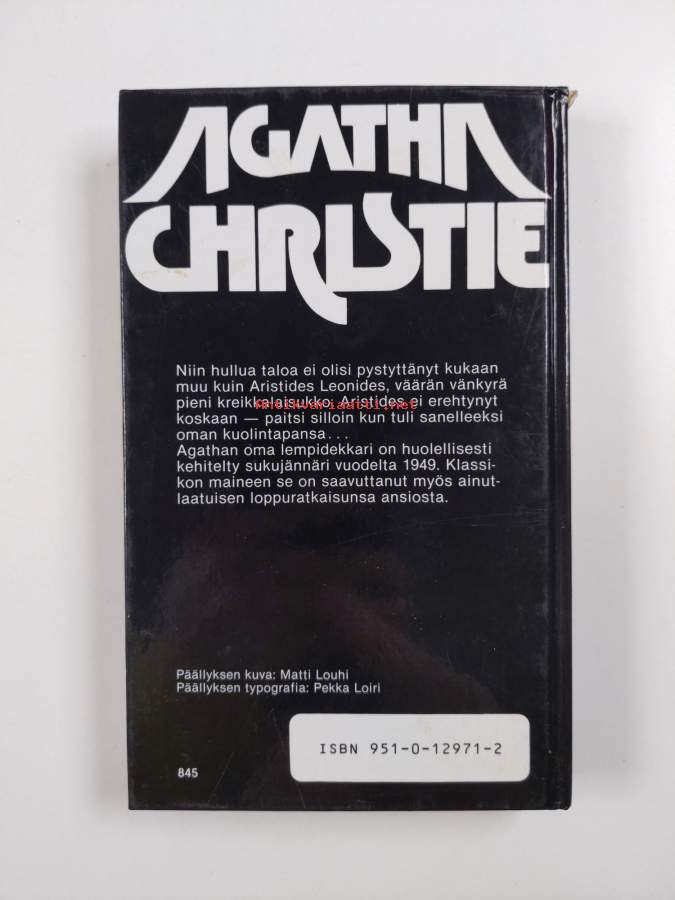 AGATHA
CHRISTIE
Niin hullua taloa ei olisi pystyttänyt kukaan
muu kuin Aristides Leonides, väärän vänkyrä
pieni kreikkalaisukko. Aristides ei erehtynyt
Antikvariaatti.net
koskaan — paitsi silloin kun tuli sanelleeksi
oman kuolintapansa...
Agathan oma lempidekkari on huolellisesti
kehitelty sukujännäri vuodelta 1949. Klassi-
kon maineen se on saavuttanut myös ainut-
laatuisen loppuratkaisunsa ansiosta.
Päällyksen kuva: Matti Louhi
Päällyksen typografia: Pekka Loiri
ISBN 951-0-12971-2
845